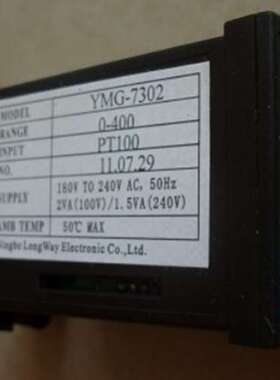 MODEL YMG-7302
RANGE 0-400
INPUT PT100
NO. 11.07.29
SUPPLY 180V TO 240V AC, 50Hz
2VA(100V)/1.5VA(240V)
AMB TEMP 50℃ MAX
Ningbo LongWay Electronic Co.,Ltd.